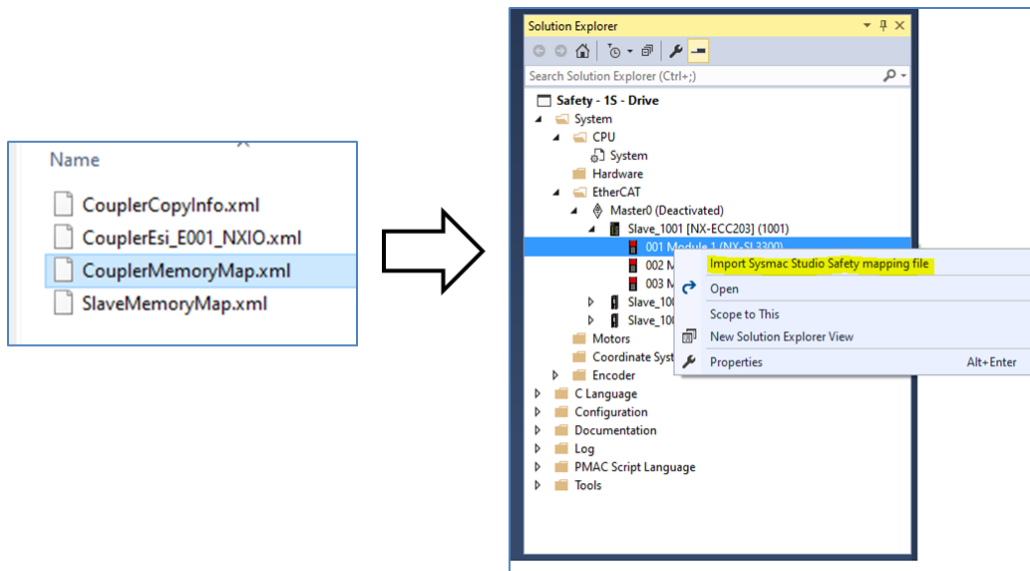 Name
CouplerCopyInfo.xml
CouplerEsi_E001_NXIO.xml
CouplerMemoryMap.xml
SlaveMemoryMap.xml
Solution Explorer
Search Solution Explorer (Ctrl+;)
Safety - 1S - Drive
System
CPU
System
Hardware
EtherCAT
Master0 (Deactivated)
Slave_1001 [NX-ECC203] (1001)
001 Module 1 (NX-SL3300)
002 M
003 M
Slave_100
Slave_100
Motors
Coordinate Syst
Encoder
C Language
Configuration
Documentation
Log
PMAC Script Language
Tools
Import Sysmac Studio Safety mapping file
Open
Scope to This
New Solution Explorer View
Properties Alt+Enter